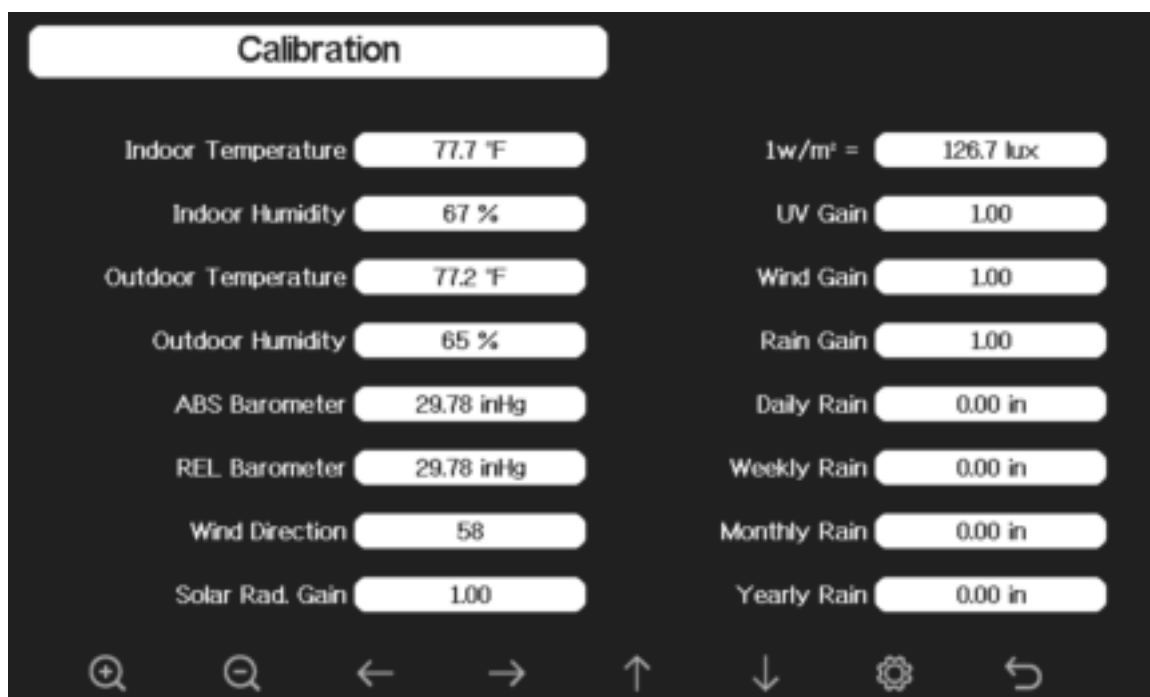 Calibration
Indoor Temperature 77.7 °F
Indoor Humidity 67 %
Outdoor Temperature 77.2 °F
Outdoor Humidity 65 %
ABS Barometer 29.78 inHg
REL Barometer 29.78 inHg
Wind Direction 58
Solar Rad. Gain 1.00
1w/m² = 126.7 lux
UV Gain 1.00
Wind Gain 1.00
Rain Gain 1.00
Daily Rain 0.00 in
Weekly Rain 0.00 in
Monthly Rain 0.00 in
Yearly Rain 0.00 in